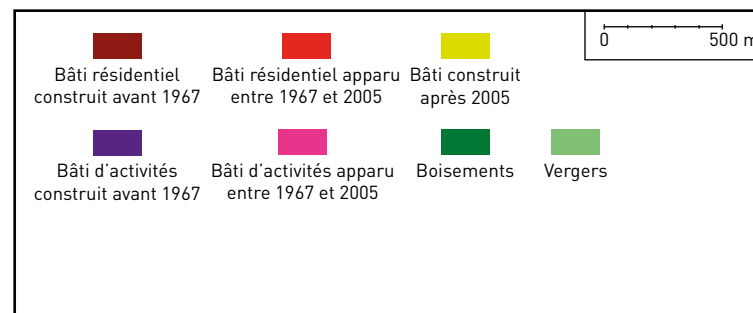 0 500 m
Bâti résidentiel
construit avant 1967
Bâti résidentiel apparu
entre 1967 et 2005
Bâti construit
après 2005
Bâti d’activités
construit avant 1967
Bâti d’activités apparu
entre 1967 et 2005
Boisements
Vergers